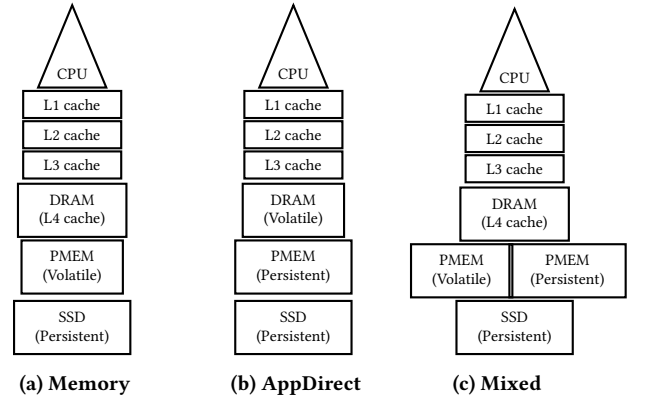 CPU
L1 cache
L2 cache
L3 cache
DRAM
(L4 cache)
PMEM
(Volatile)
SSD
(Persistent)
(a) Memory
CPU
L1 cache
L2 cache
L3 cache
DRAM
(Volatile)
PMEM
(Persistent)
SSD
(Persistent)
(b) AppDirect
CPU
L1 cache
L2 cache
L3 cache
DRAM
(L4 cache)
PMEM
(Volatile)
PMEM
(Persistent)
SSD
(Persistent)
(c) Mixed